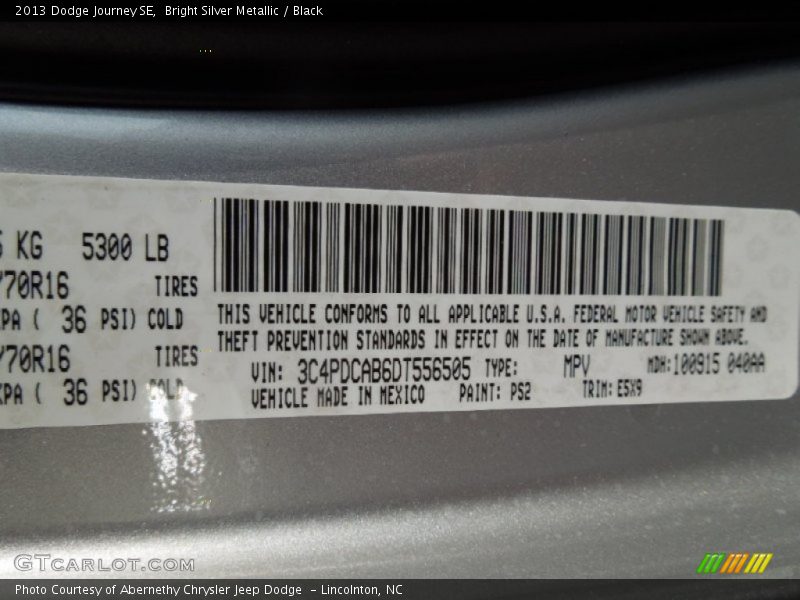 2013 Dodge Journey SE, Bright Silver Metallic / Black
KG 5300 LB
70R16 TIRES
PA ( 36 PSI) COLD
70R16 TIRES
PA ( 36 PSI) COLD
THIS VEHICLE CONFORMS TO ALL APPLICABLE U.S.A. FEDERAL MOTOR VEHICLE SAFETY AND
THEFT PREVENTION STANDARDS IN EFFECT ON THE DATE OF MANUFACTURE SHOWN ABOVE.
VIN: 3C4PDCAB6DT556505 TYPE: MPV MDH:100915 040AA
VEHICLE MADE IN MEXICO PAINT: PS2 TRIM: E5X9
GTCARLOT.COM
Photo Courtesy of Abernethy Chrysler Jeep Dodge - Lincolnton, NC